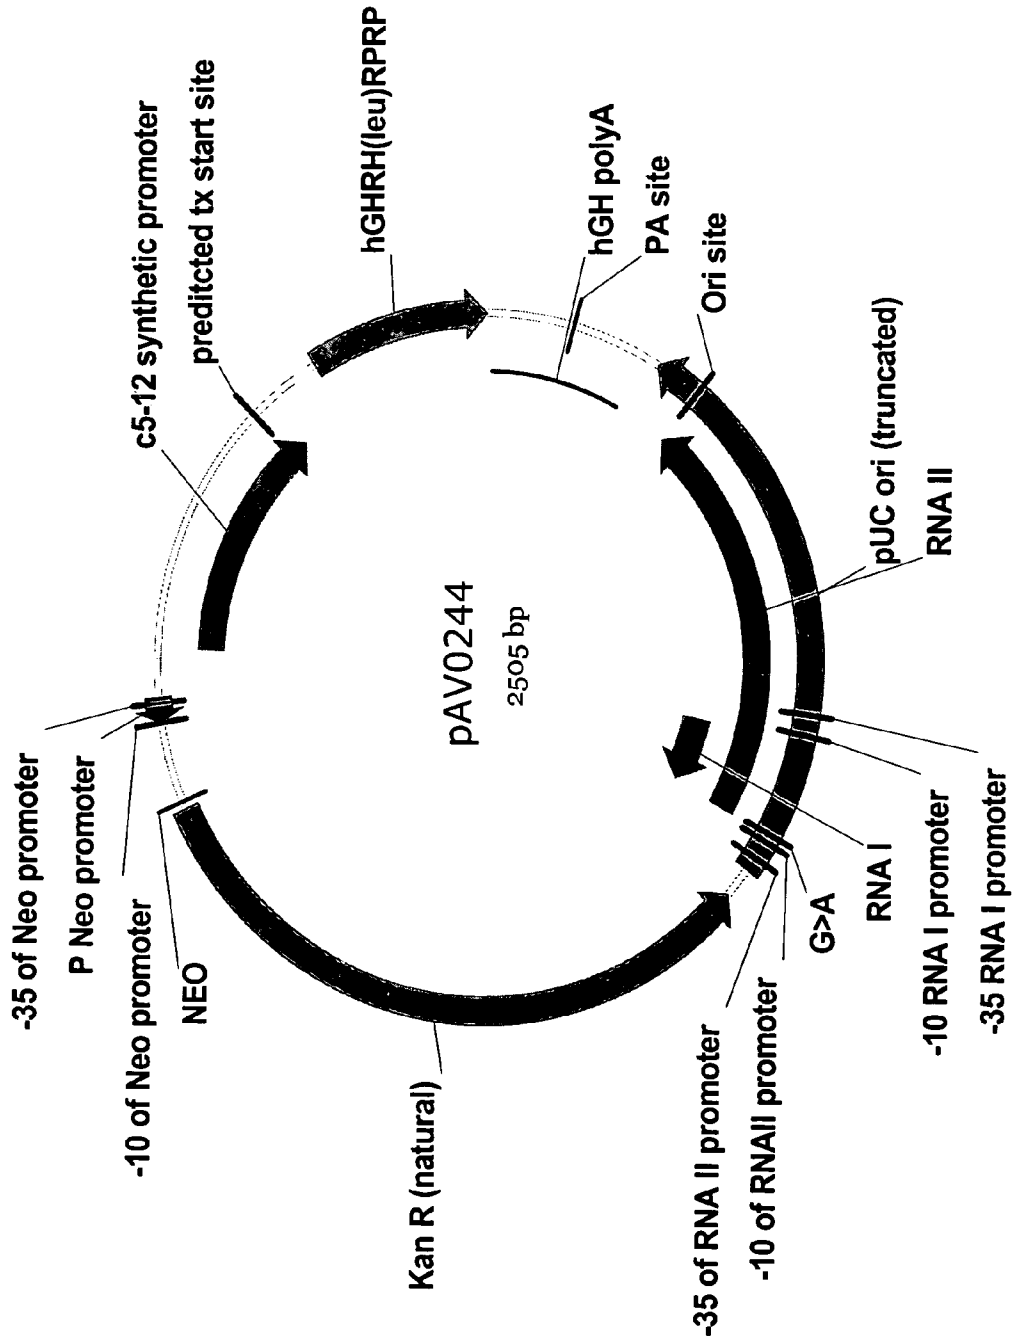 -35 of Neo promoter
P Neo promoter
-10 of Neo promoter
NEO
c5-12 synthetic promoter
preditcted tx start site
hGHRH(leu)RPRP
hGH polyA
PA site
Ori site
pAV0244
2505 bp
Kan R (natural)
pUC ori (truncated)
RNA II
-35 of RNA II promoter
-10 of RNAII promoter
G>A
RNA I
-10 RNA I promoter
-35 RNA I promoter